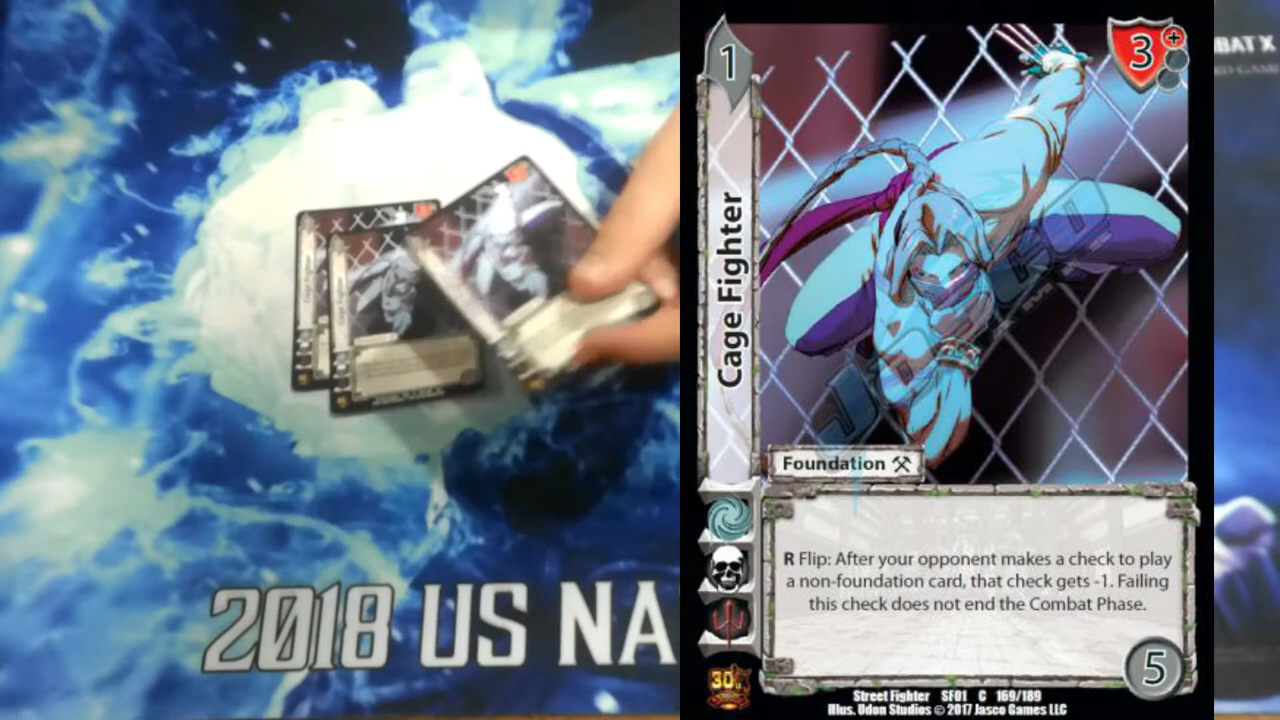 2018 US NA
BAT X
1
3
+
Cage Fighter
Foundation
R Flip: After your opponent makes a check to play
a non-foundation card, that check gets -1. Failing
this check does not end the Combat Phase.
5
30
Street Fighter SF01 C 169/189
Illus. Udon Studios © 2017 Jasco Games LLC